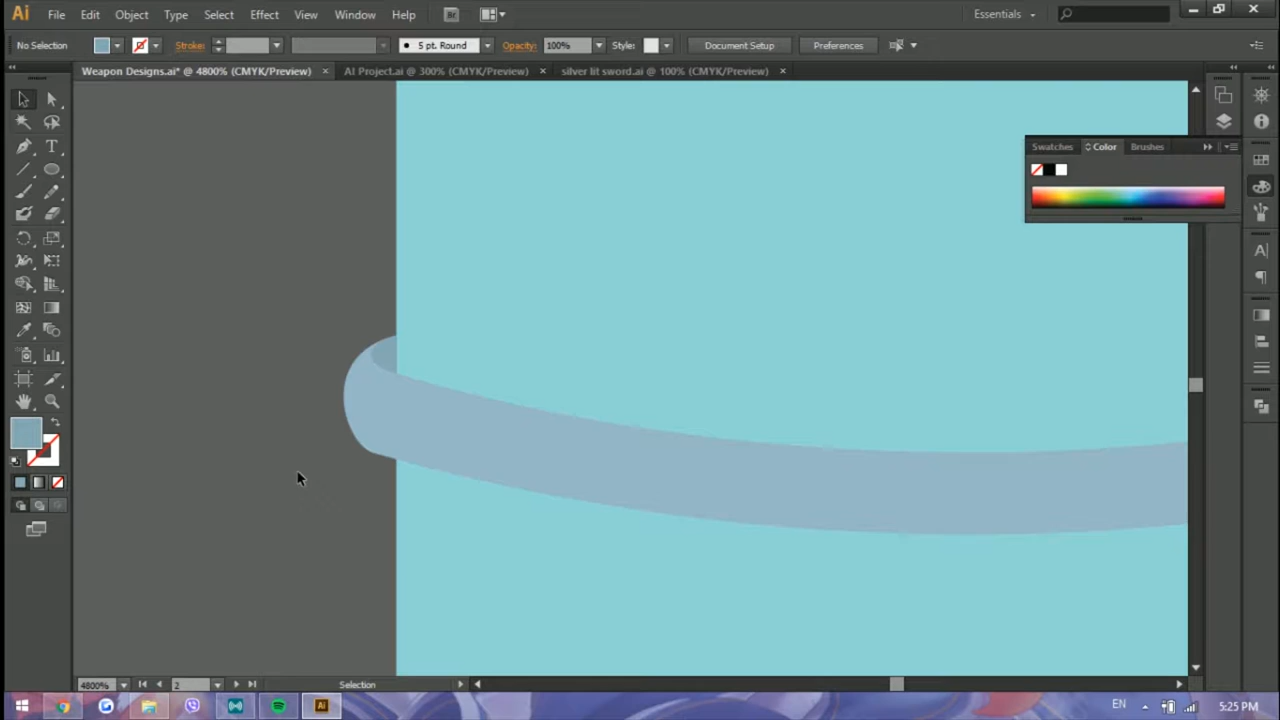 Ai File Edit Object Type Select Effect View Window Help Br Essentials
No Selection Stroke: 5 pt. Round Opacity: 100% Style: Document Setup Preferences
Weapon Designs.ai* @ 4800% (CMYK/Preview) × AI Project.ai @ 300% (CMYK/Preview) × silver lit sword.ai @ 100% (CMYK/Preview) ×
Swatches Color Brushes
4800% 2 Selection
Ai EN 5:25 PM